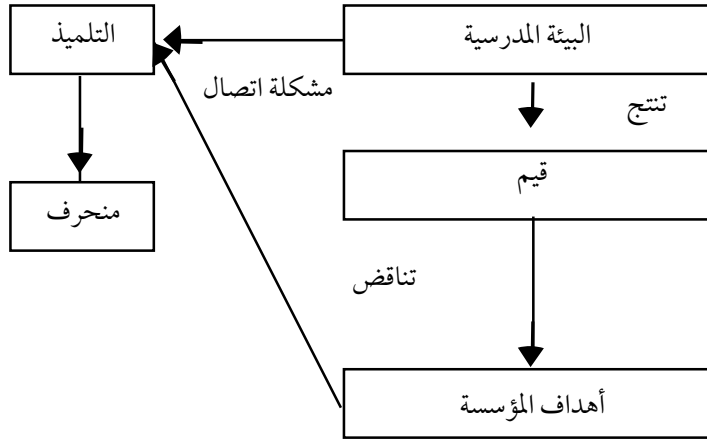 البيئة المدرسية
التلميذ
مشكلة اتصال
تنتج
قيم
منحرف
تناقض
أهداف المؤسسة